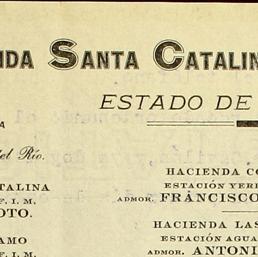 NDA SANTA CATALIN
ESTADO DE
A
del Río.
HACIENDA CO
ATALINA
ESTACIÓN YER
F. I. M.
ADMOR. FRÁNCISCO
OTO.
HACIENDA LAS
AMO
ESTACIÓN AGUA
F. I. M.
ADMOR. ANTONI